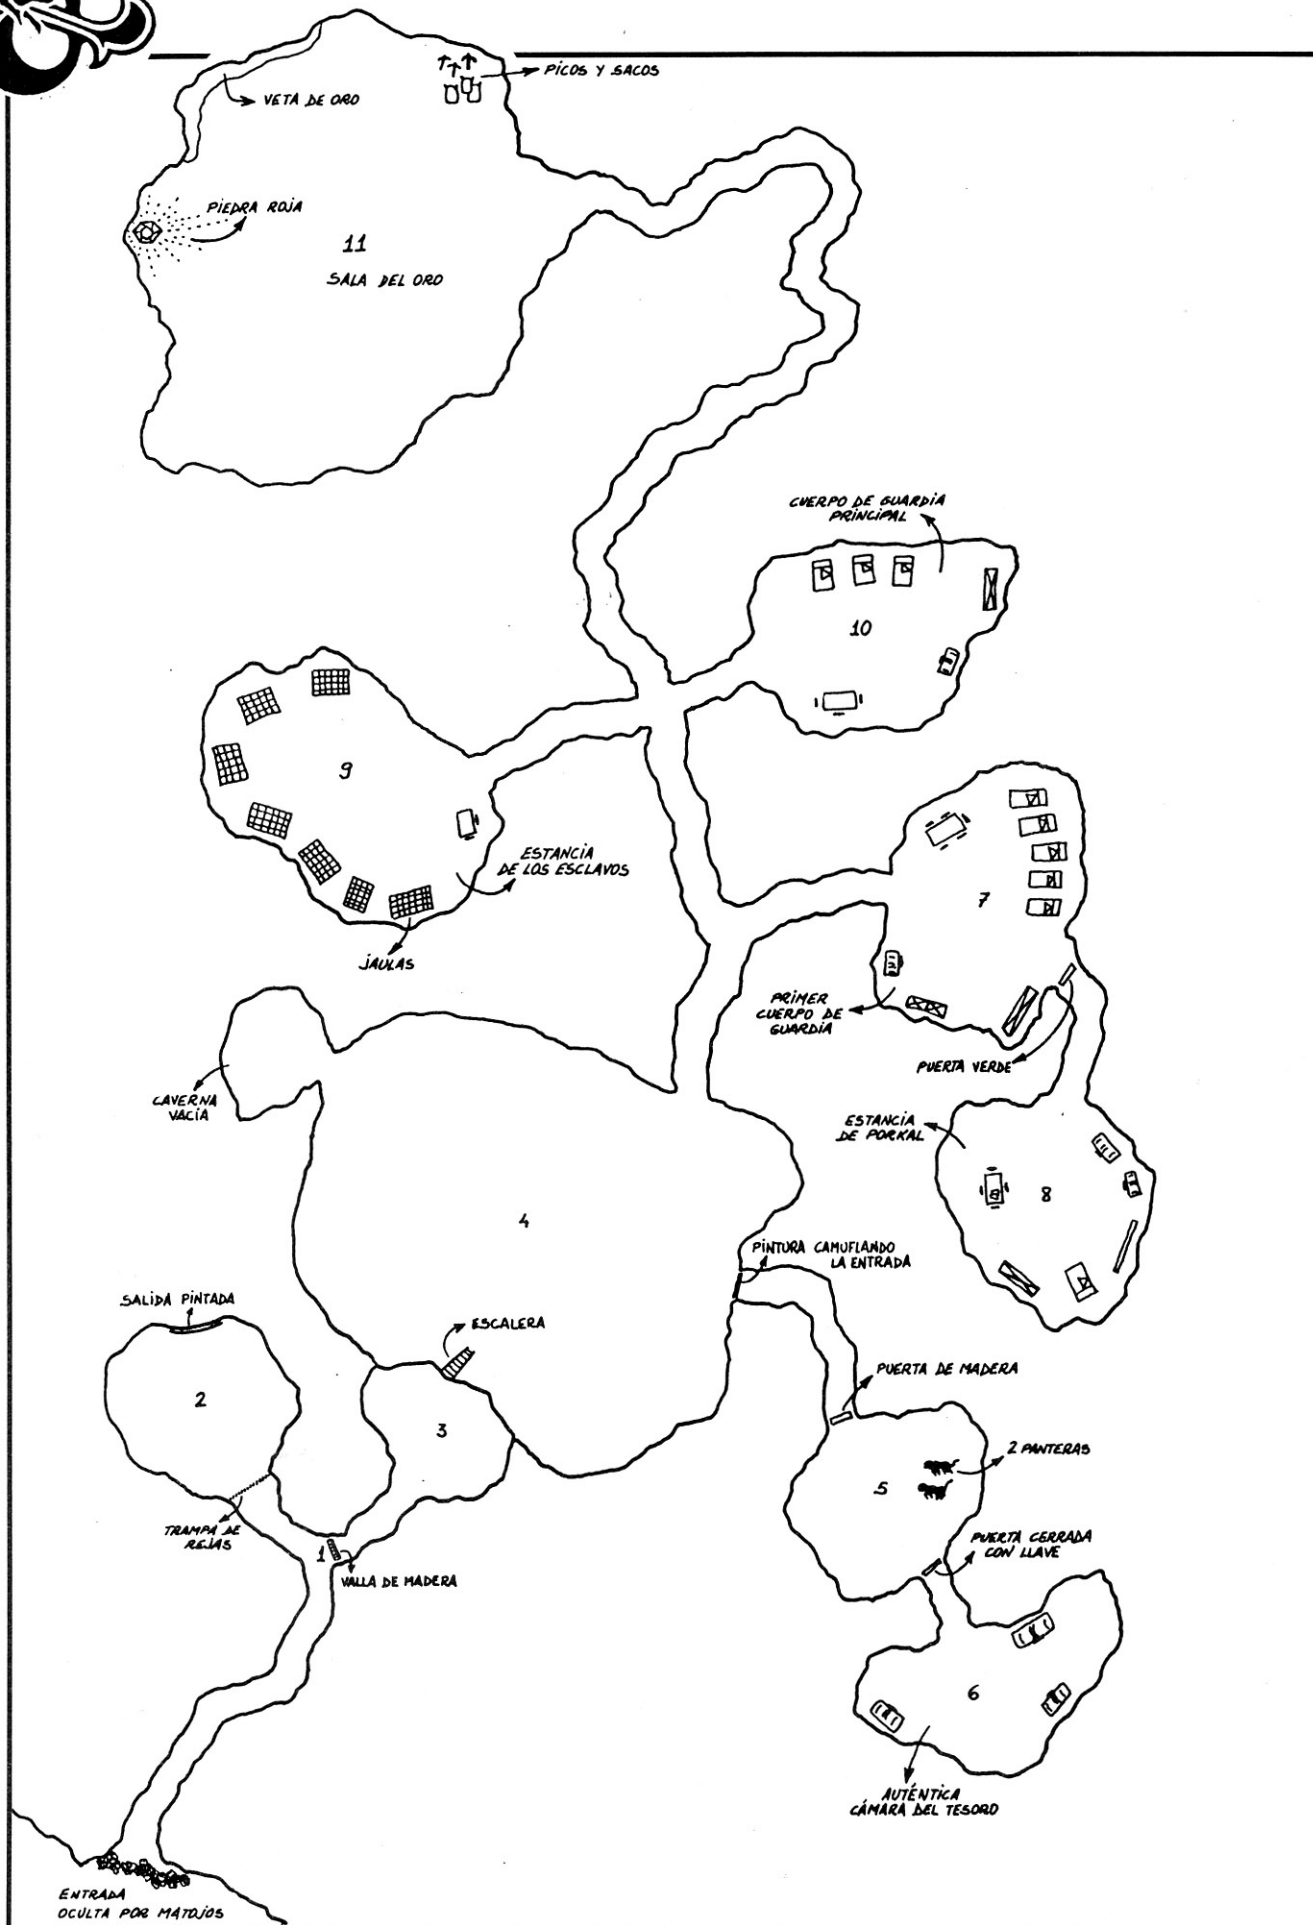 PICOS Y SACOS
VETA DE ORO
PIEDRA ROJA
11
SALA DEL ORO
CUERPO DE GUARDIA
PRINCIPAL
10
9
ESTANCIA
DE LOS ESCLAVOS
JAULAS
7
PRIMER
CUERPO DE
GUARDIA
PUERTA VERDE
CAVERNA
VACIA
ESTANCIA
DE PORKAL
8
4
PINTURA CAMUFLANDO
LA ENTRADA
SALIDA PINTADA
ESCALERA
PUERTA DE MADERA
2
3
2 PANTERAS
5
TRAMPA DE
REJAS
1
VALLA DE MADERA
PUERTA CERRADA
CON LLAVE
6
AUTÉNTICA
CÁMARA DEL TESORO
ENTRADA
OCULTA POR MATOJOS